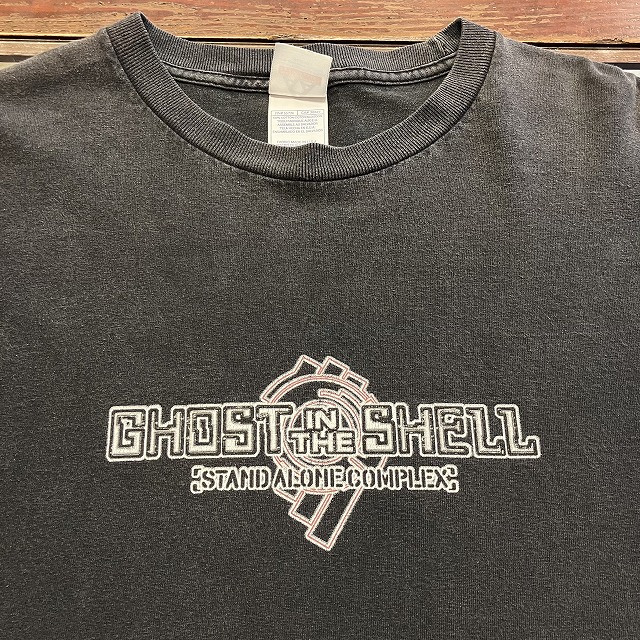 GHOST IN THE SHELL
STAND ALONE COMPLEX